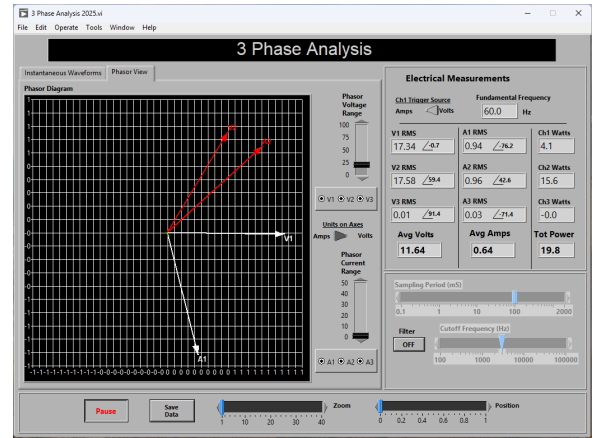 3 Phase Analysis 2025.vi
File Edit Operate Tools Window Help
3 Phase Analysis
Instantaneous Waveforms Phasor View
Phasor Diagram
V1
A1
Phasor
Voltage
Range
100
75
50
25
0
V1 V2 V3
Units on Axes
Amps Volts
Phasor
Current
Range
50
40
30
20
10
0
A1 A2 A3
Electrical Measurements
Ch1 Trigger Source Fundamental Frequency
Amps Volts 60.0 Hz
V1 RMS A1 RMS Ch1 Watts
17.34 -0.7 0.94 -76.2 4.1
V2 RMS A2 RMS Ch2 Watts
17.58 59.4 0.96 42.6 15.6
V3 RMS A3 RMS Ch3 Watts
0.01 91.4 0.03 -71.4 -0.0
Avg Volts Avg Amps Tot Power
11.64 0.64 19.8
Sampling Period (mS)
0.1 1 10 100 2000
Filter Cutoff Frequency (Hz)
OFF
100 1000 10000 100000
Pause Save
Data
Zoom
1 10 20 30 40
Position
0 0.2 0.4 0.6 0.8 1